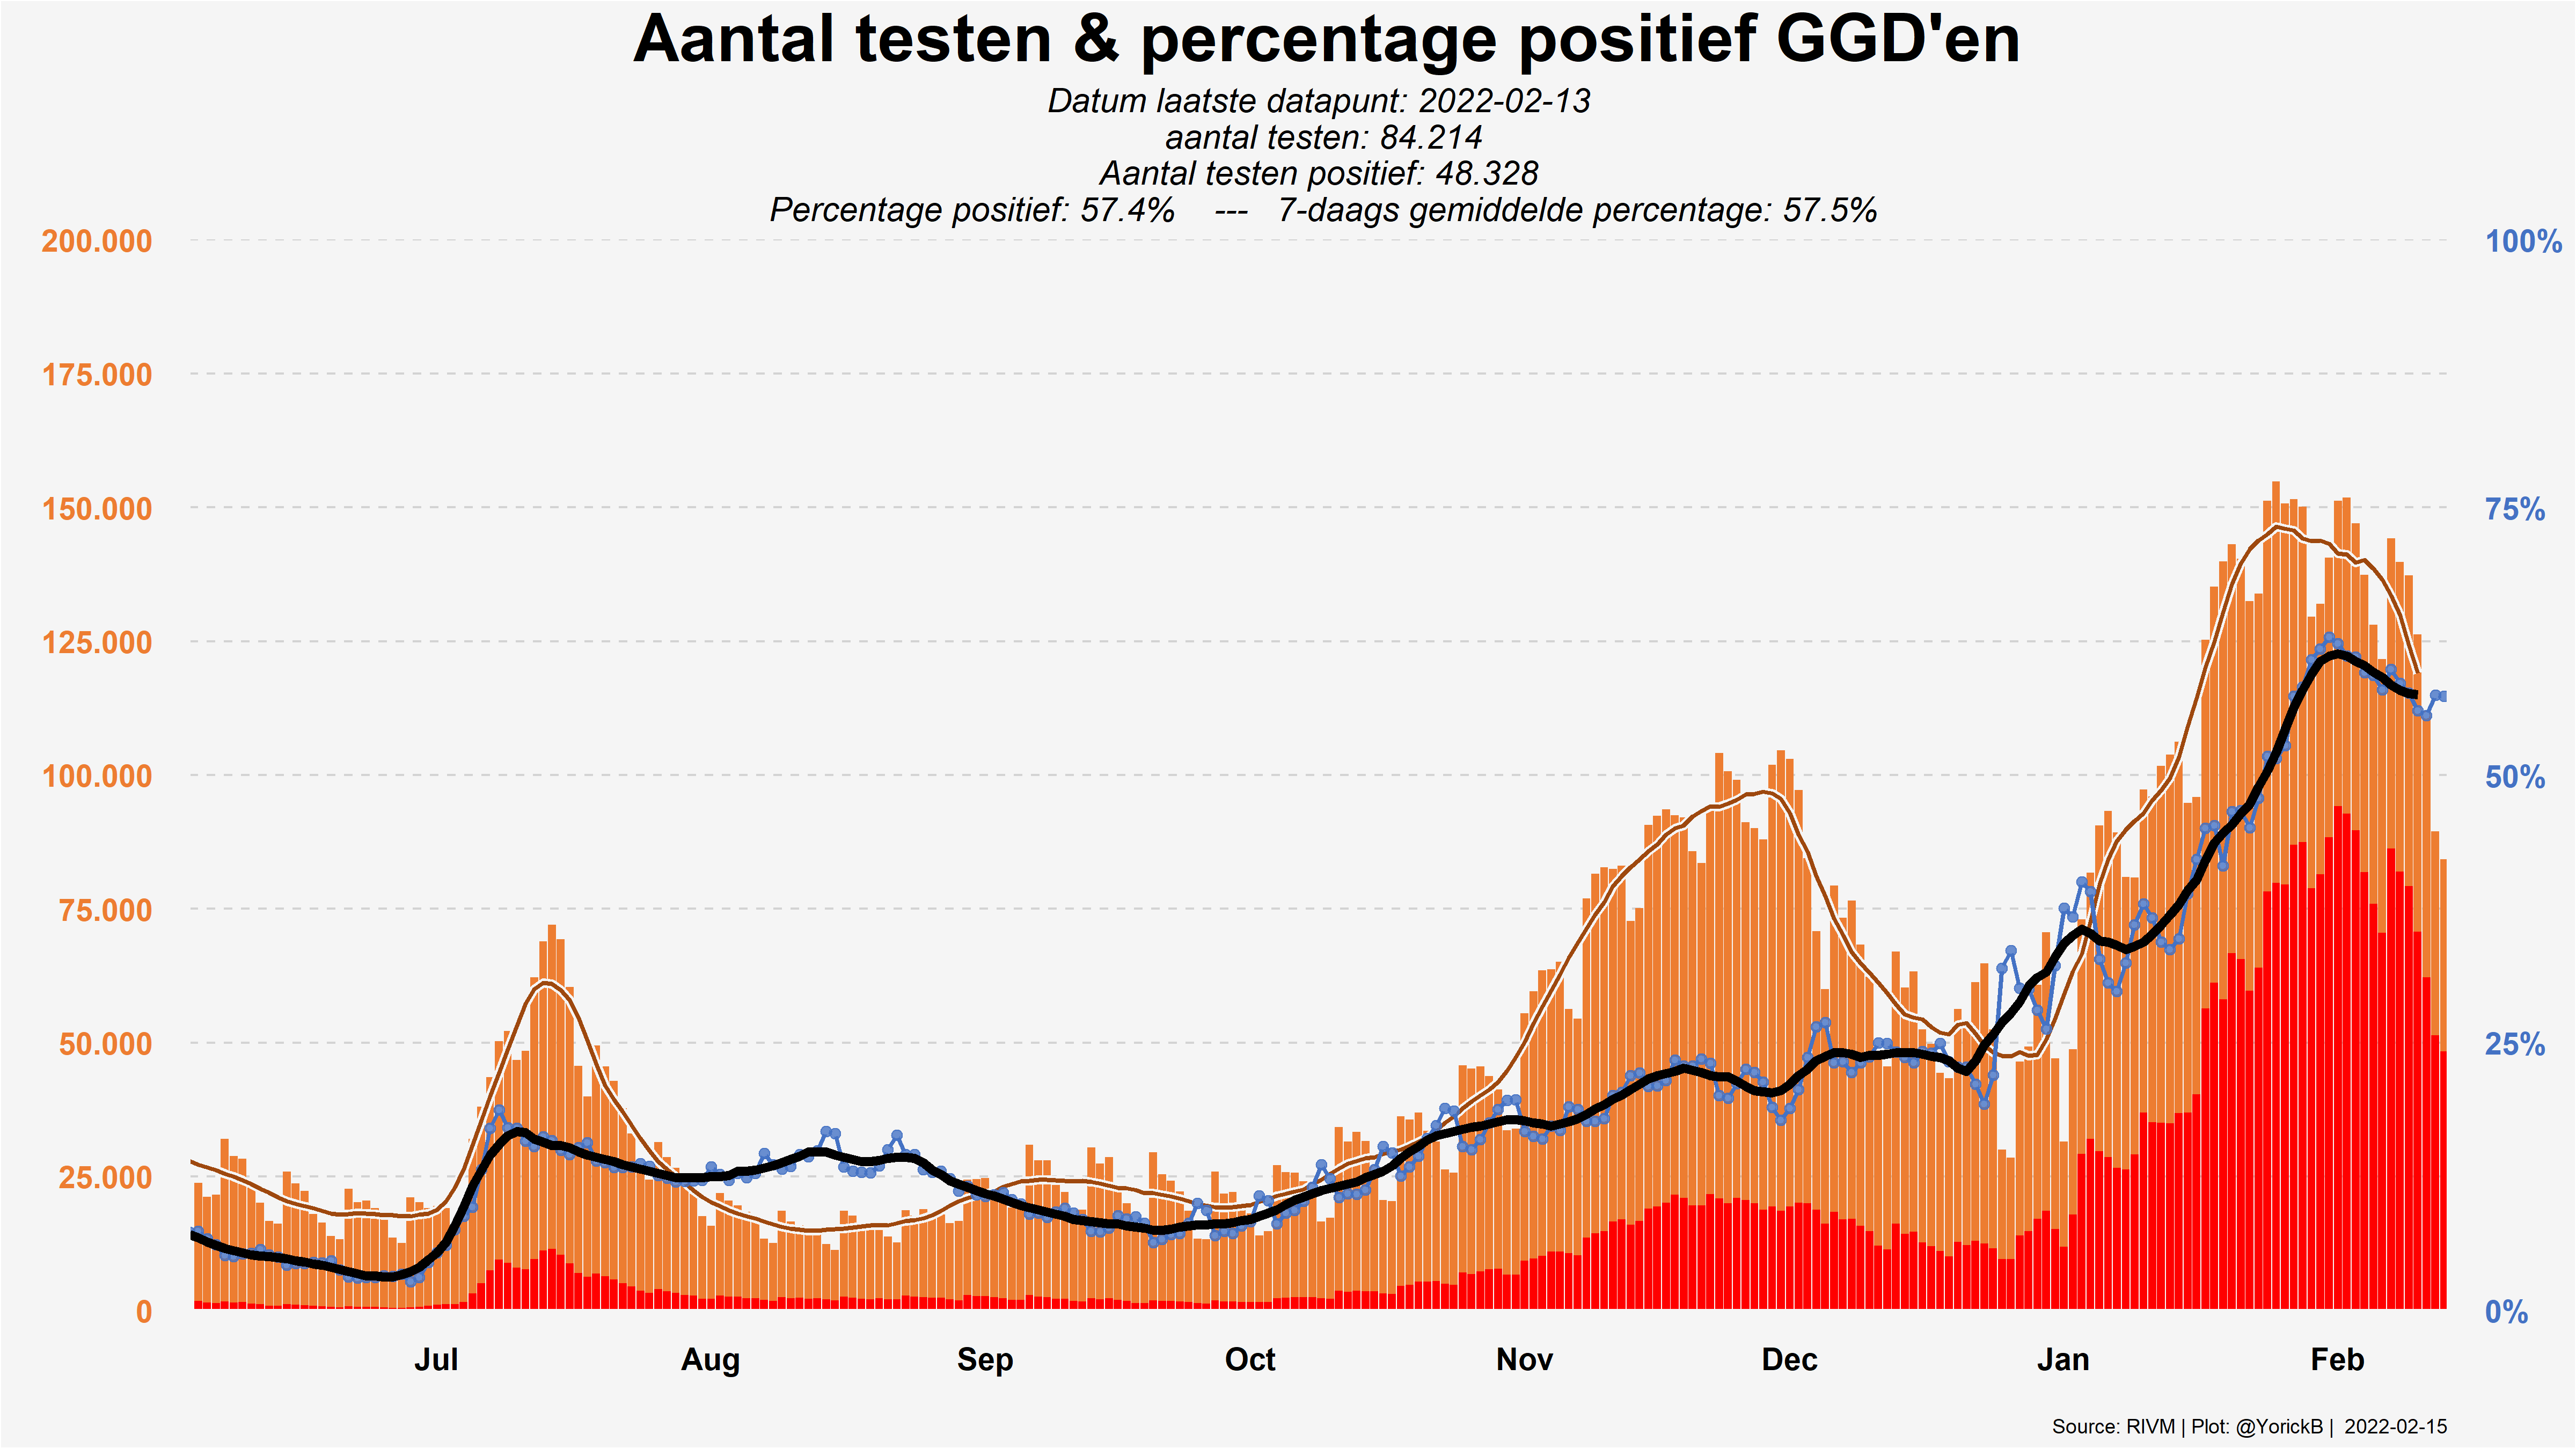 Aantal testen & percentage positief GGD'en
Datum laatste datapunt: 2022-02-13
aantal testen: 84.214
Aantal testen positief: 48.328
Percentage positief: 57.4% --- 7-daags gemiddelde percentage: 57.5%
200.000 100%
175.000
150.000 75%
125.000
100.000 50%
75.000
50.000 25%
25.000
0 0%
Jul Aug Sep Oct Nov Dec Jan Feb
Source: RIVM | Plot: @YorickB | 2022-02-15